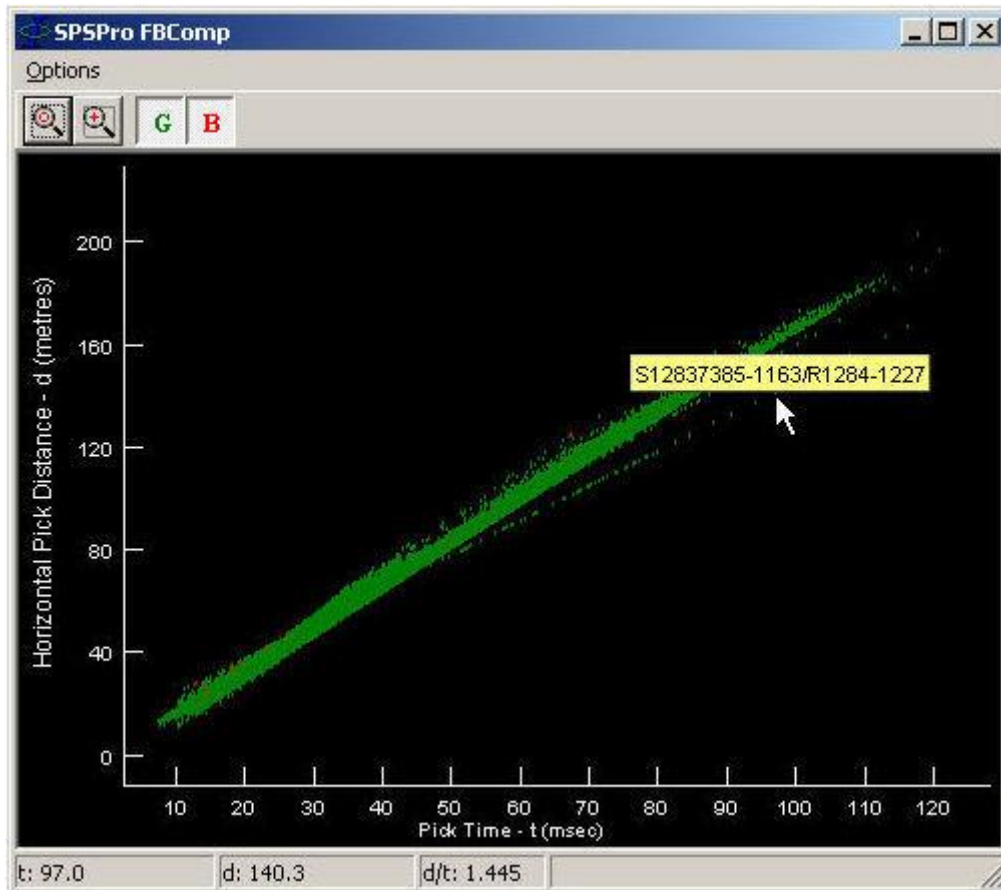 SPSPro FBComp
Options
G B
Horizontal Pick Distance - d (metres)
200
160
120
80
40
0
S12837385-1163/R1284-1227
10 20 30 40 50 60 70 80 90 100 110 120
Pick Time - t (msec)
t: 97.0 d: 140.3 d/t: 1.445